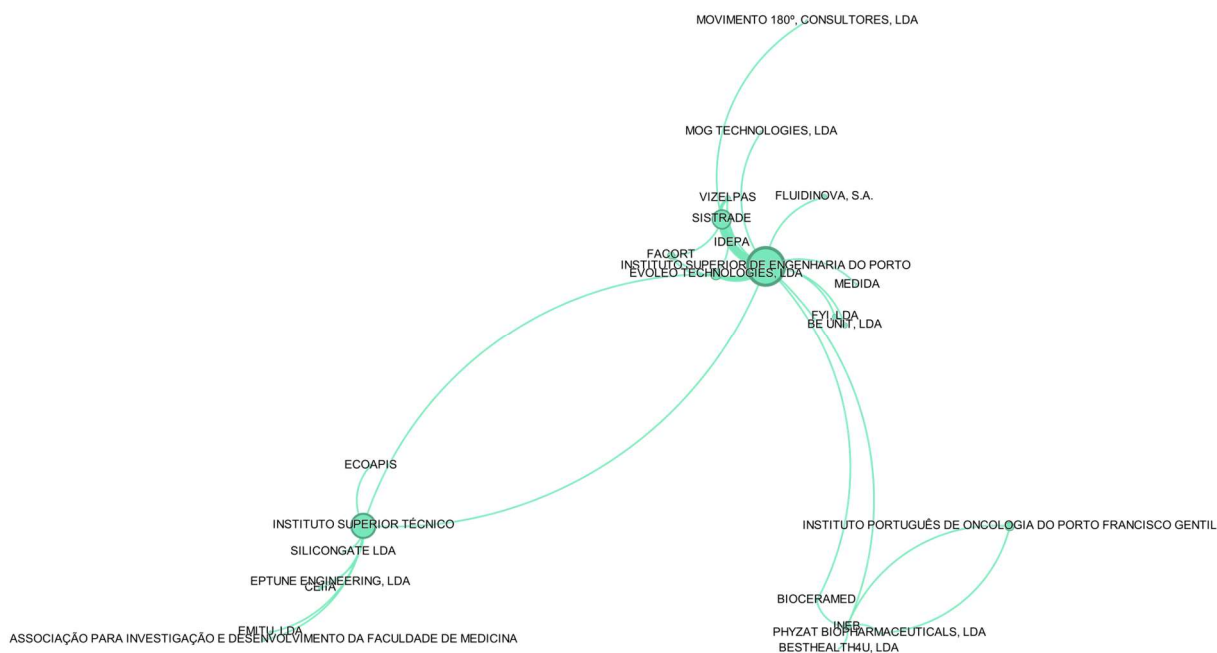 MOVIMENTO 180º, CONSULTORES, LDA
MOG TECHNOLOGIES, LDA
VIZELPAS
FLUIDINOVA, S.A.
SISTRADE
IDEPA
FACORT
INSTITUTO SUPERIOR DE ENGENHARIA DO PORTO
EVOLEO TECHNOLOGIES, LDA
MEDIDA
FYI, LDA
BE UNIT, LDA
ECOAPIS
INSTITUTO SUPERIOR TÉCNICO
INSTITUTO PORTUGUÊS DE ONCOLOGIA DO PORTO FRANCISCO GENTIL
SILICONGATE LDA
EPTUNE ENGINEERING, LDA
CEIIA
BIOCERAMED
INEB
EMITU, LDA
PHYZAT BIOPHARMACEUTICALS, LDA
ASSOCIAÇÃO PARA INVESTIGAÇÃO E DESENVOLVIMENTO DA FACULDADE DE MEDICINA
BESTHEALTH4U, LDA